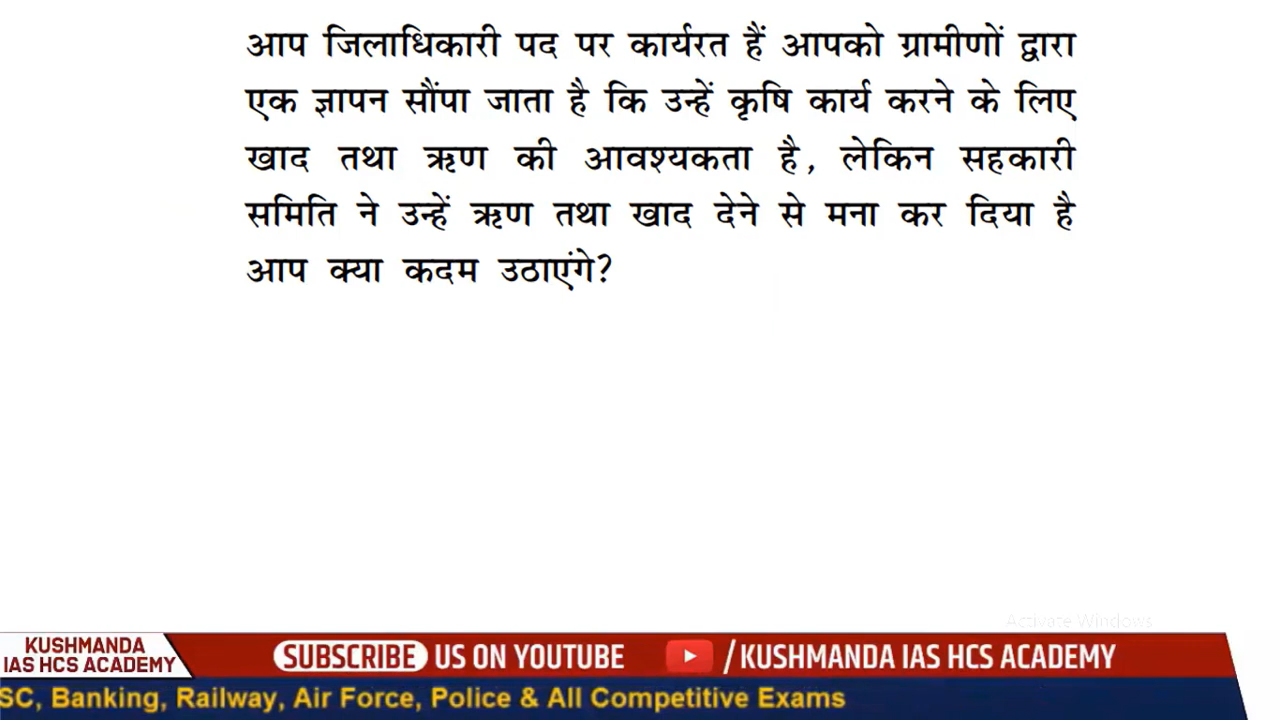 आप जिलाधिकारी पद पर कार्यरत हैं आपको ग्रामीणों द्वारा
एक ज्ञापन सौंपा जाता है कि उन्हें कृषि कार्य करने के लिए
खाद तथा ऋण की आवश्यकता है, लेकिन सहकारी
समिति ने उन्हें ऋण तथा खाद देने से मना कर दिया है
आप क्या कदम उठाएंगे?
Activate Windows
KUSHMANDA
IAS HCS ACADEMY
SUBSCRIBE US ON YOUTUBE /KUSHMANDA IAS HCS ACADEMY
SC, Banking, Railway, Air Force, Police & All Competitive Exams